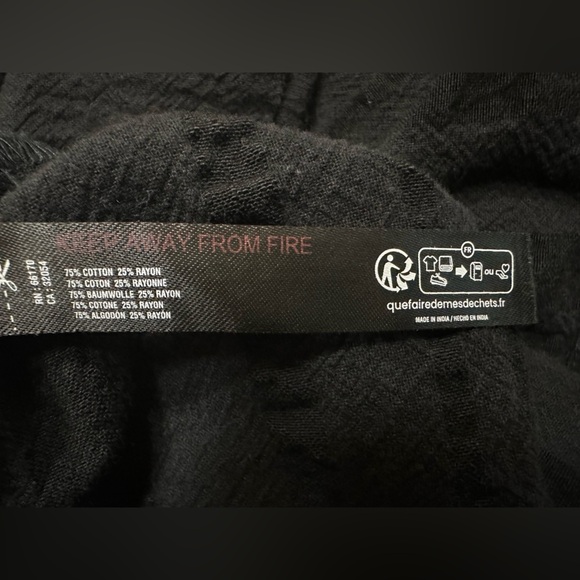 KEEP AWAY FROM FIRE
RN : 66170
CA : 32054
75% COTTON 25% RAYON
75% COTON 25% RAYONNE
75% BAUMWOLLE 25% RAYON
75% COTONE 25% RAYON
75% ALGODÓN 25% RAYÓN
FR
OU
quefairedemesdechets.fr
MADE IN INDIA / HECHO EN INDIA